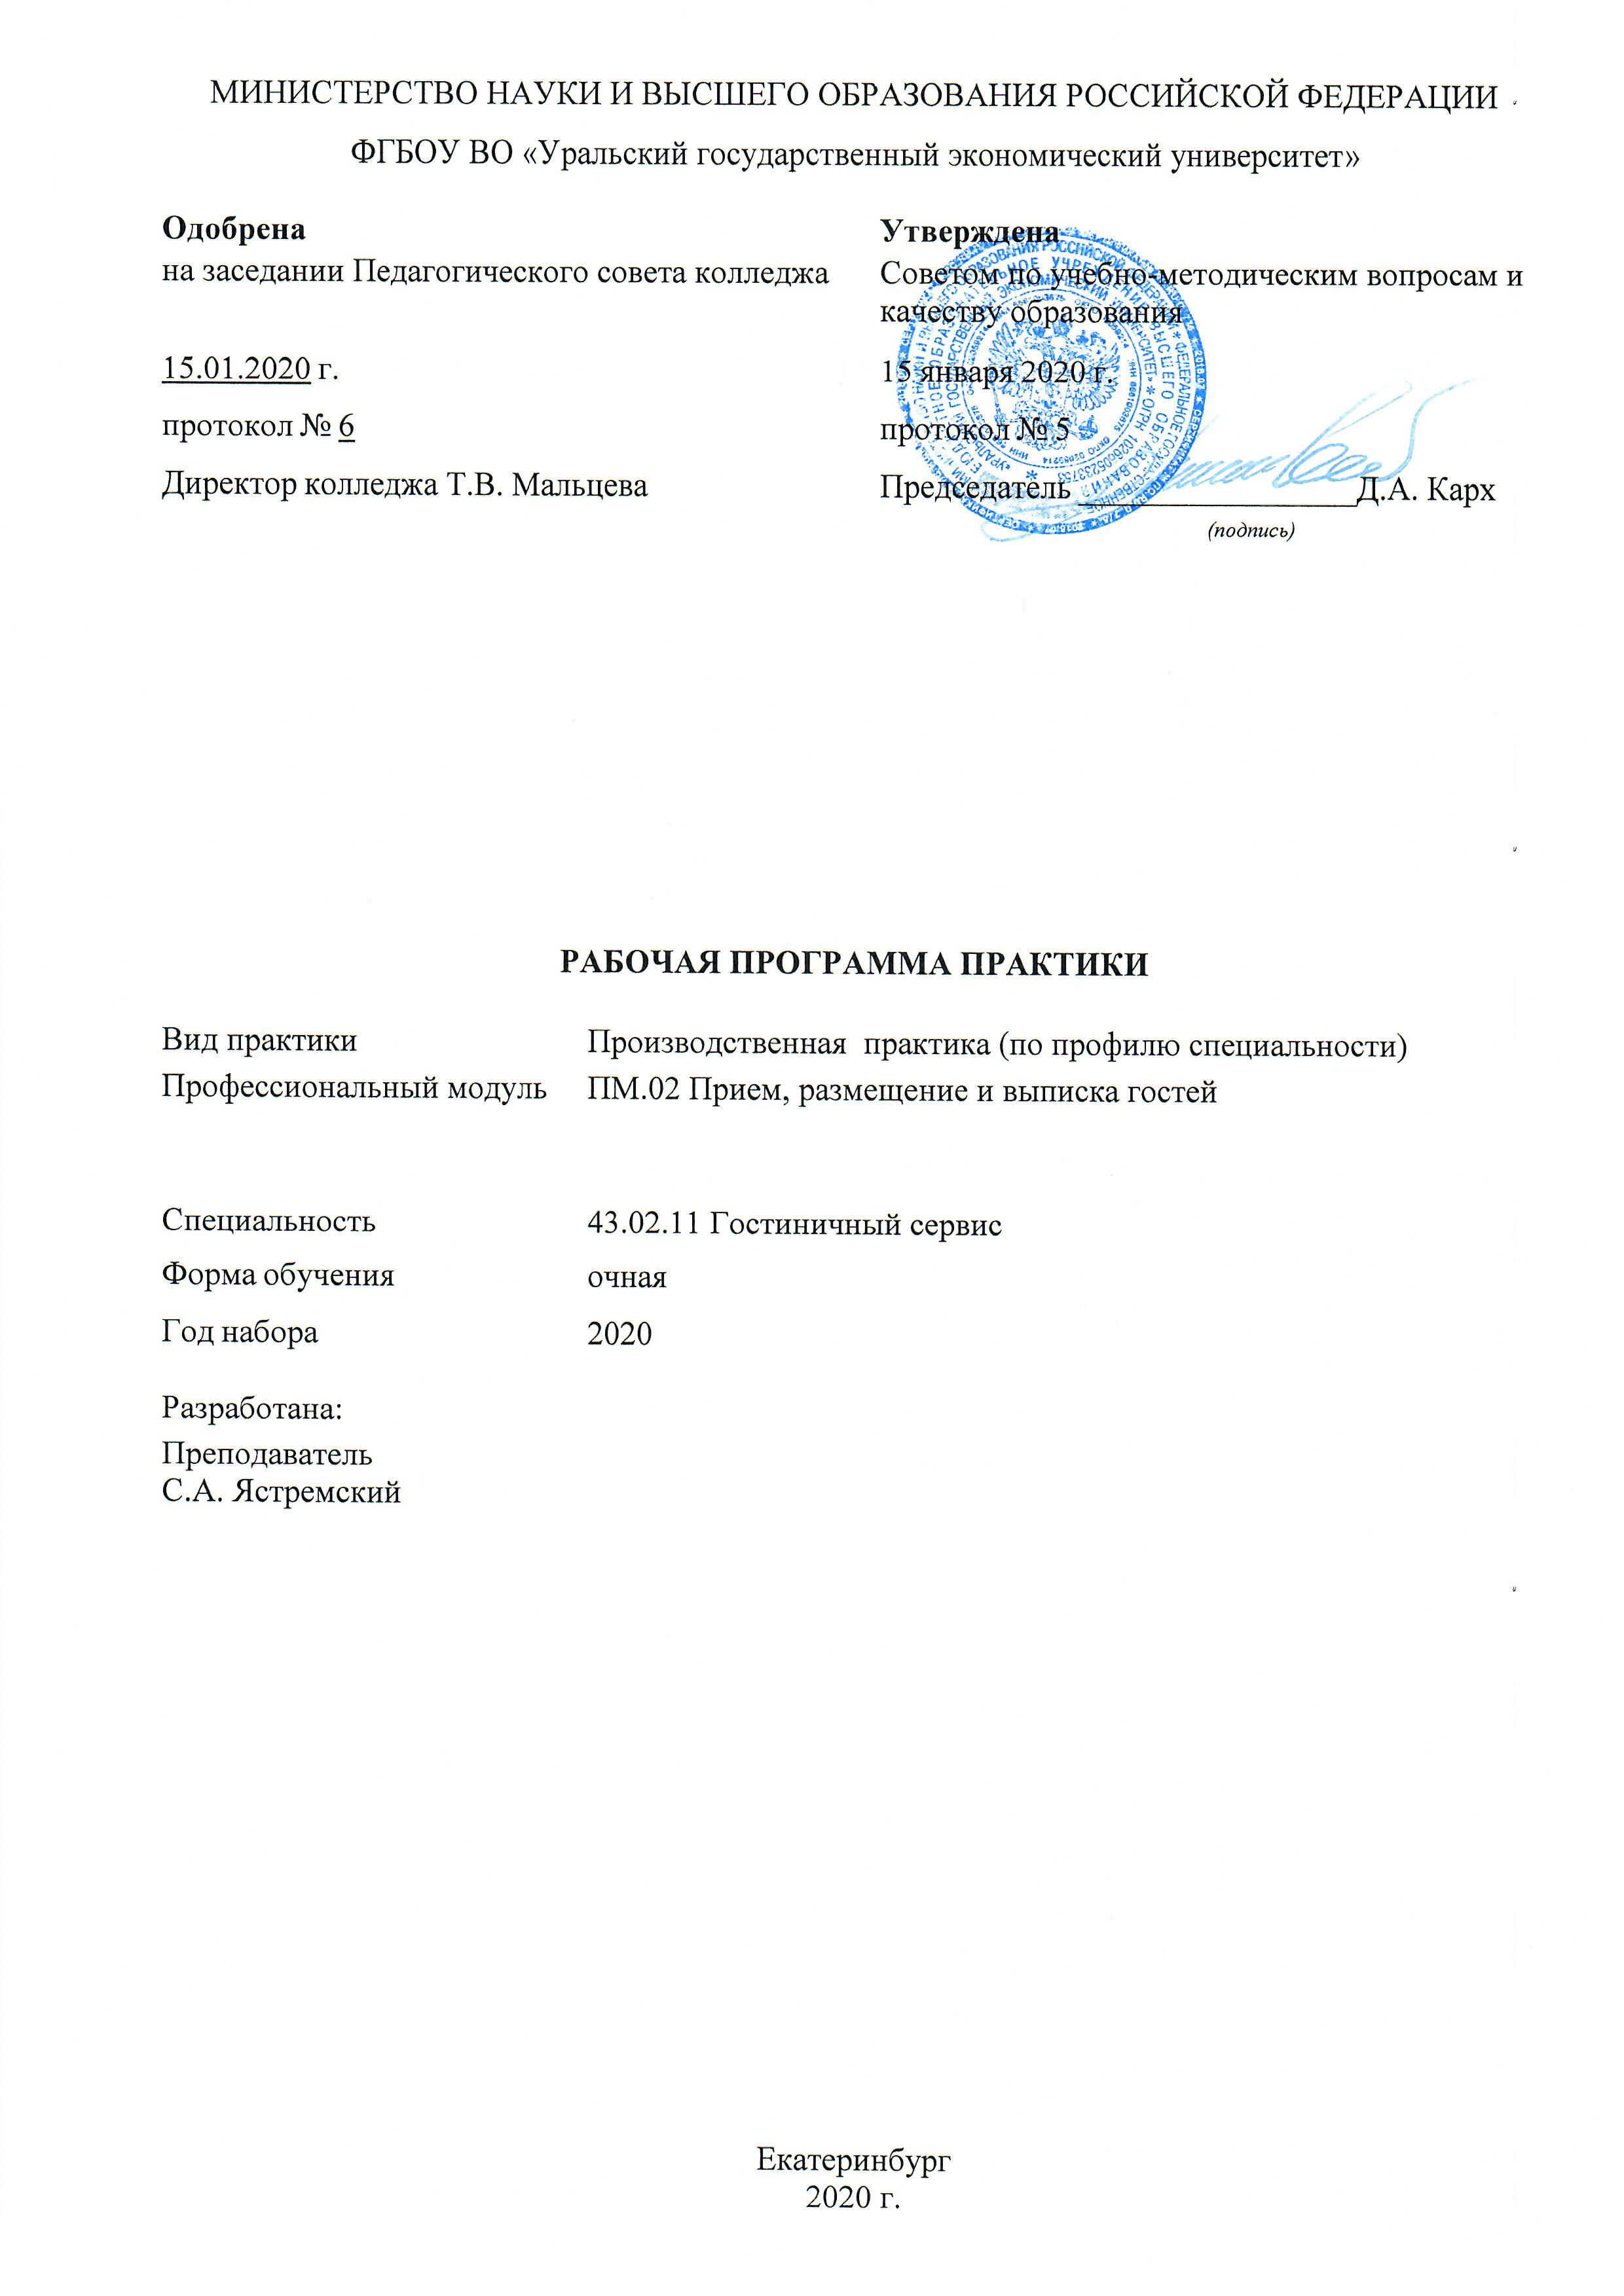 МИНИСТЕРСТВО НАУКИ И ВЫСШЕГО ОБРАЗОВАНИЯ РОССИЙСКОЙ ФЕДЕРАЦИИ
ФГБОУ ВО «Уральский государственный экономический университет»
Одобрена
на заседании Педагогического совета колледжа
15.01.2020 г.
протокол № 6
Директор колледжа Т.В. Мальцева
Утверждена
Советом по учебно-методическим вопросам и
качеству образования
15 января 2020 г.
протокол № 5
Председатель Д.А. Карх
(подпись)
РАБОЧАЯ ПРОГРАММА ПРАКТИКИ
Вид практики Производственная практика (по профилю специальности)
Профессиональный модуль ПМ.02 Прием, размещение и выписка гостей
Специальность 43.02.11 Гостиничный сервис
Форма обучения очная
Год набора 2020
Разработана:
Преподаватель
С.А. Ястремский
Екатеринбург
2020 г.